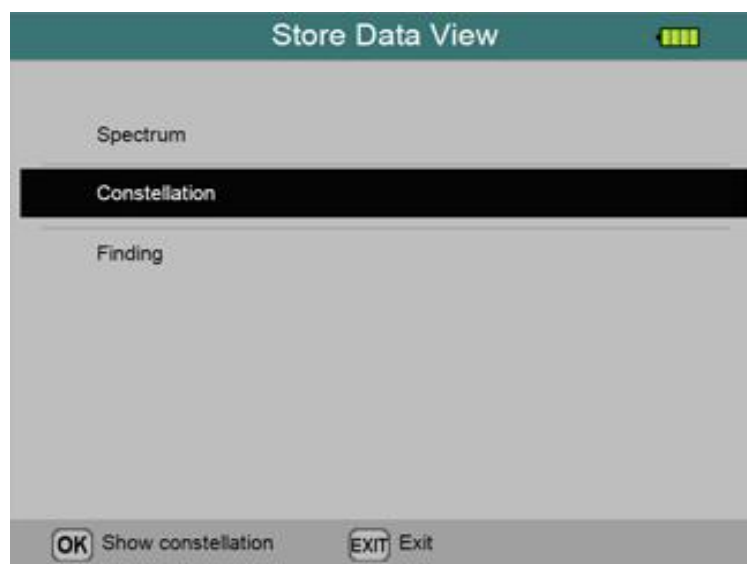 Store Data View
Spectrum
Constellation
Finding
OK Show constellation EXIT Exit